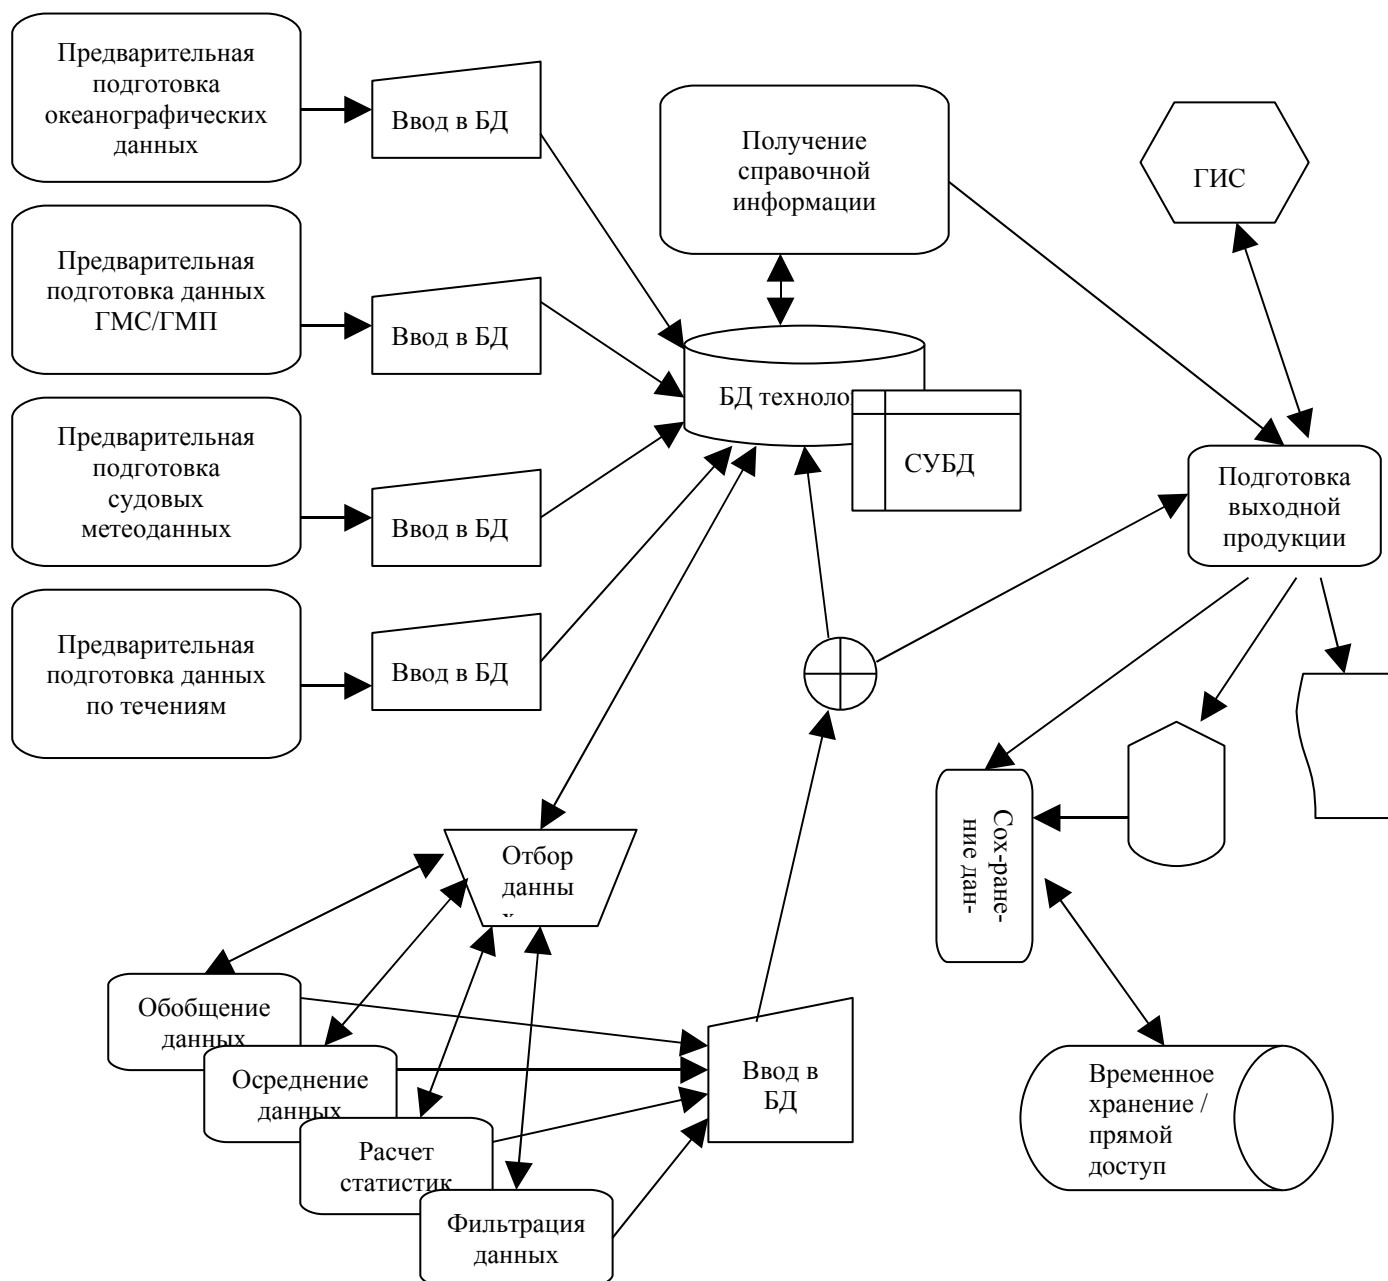 Предварительная
подготовка
океанографических
данных
Ввод в БД
Получение
справочной
информации
ГИС
Предварительная
подготовка данных
ГМС/ГМП
Ввод в БД
БД техноло
СУБД
Предварительная
подготовка
судовых
метеоданных
Ввод в БД
Подготовка
выходной
продукции
Предварительная
подготовка данных
по течениям
Ввод в БД
Сох-ране-
ние дан-
Отбор
данны
Обобщение
данных
Осреднение
данных
Расчет
статистик
Фильтрация
данных
Ввод в
БД
Временное
хранение /
прямой
доступ